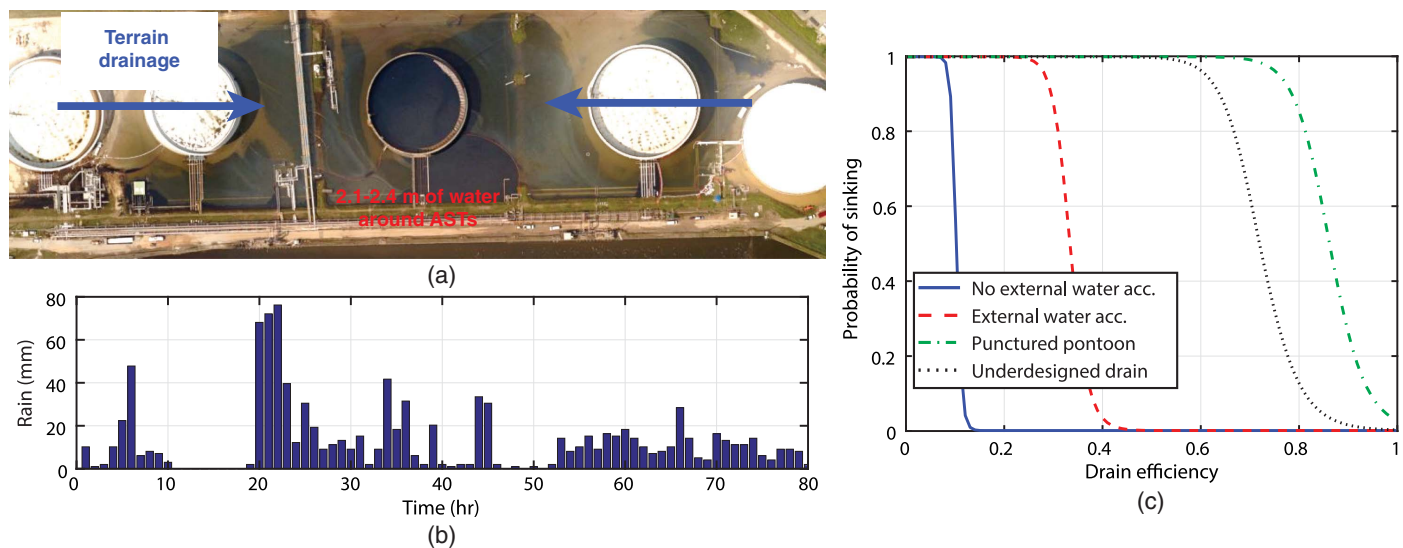 Terrain
drainage
2.1-2.4 m of water
around ASTs
(a)
80
60
40
20
0
Rain (mm)
0
10
20
30
40
50
60
70
80
Time (hr)
(b)
1
0.8
0.6
0.4
0.2
0
Probability of sinking
No external water acc.
External water acc.
Punctured pontoon
Underdesigned drain
0
0.2
0.4
0.6
0.8
1
Drain efficiency
(c)